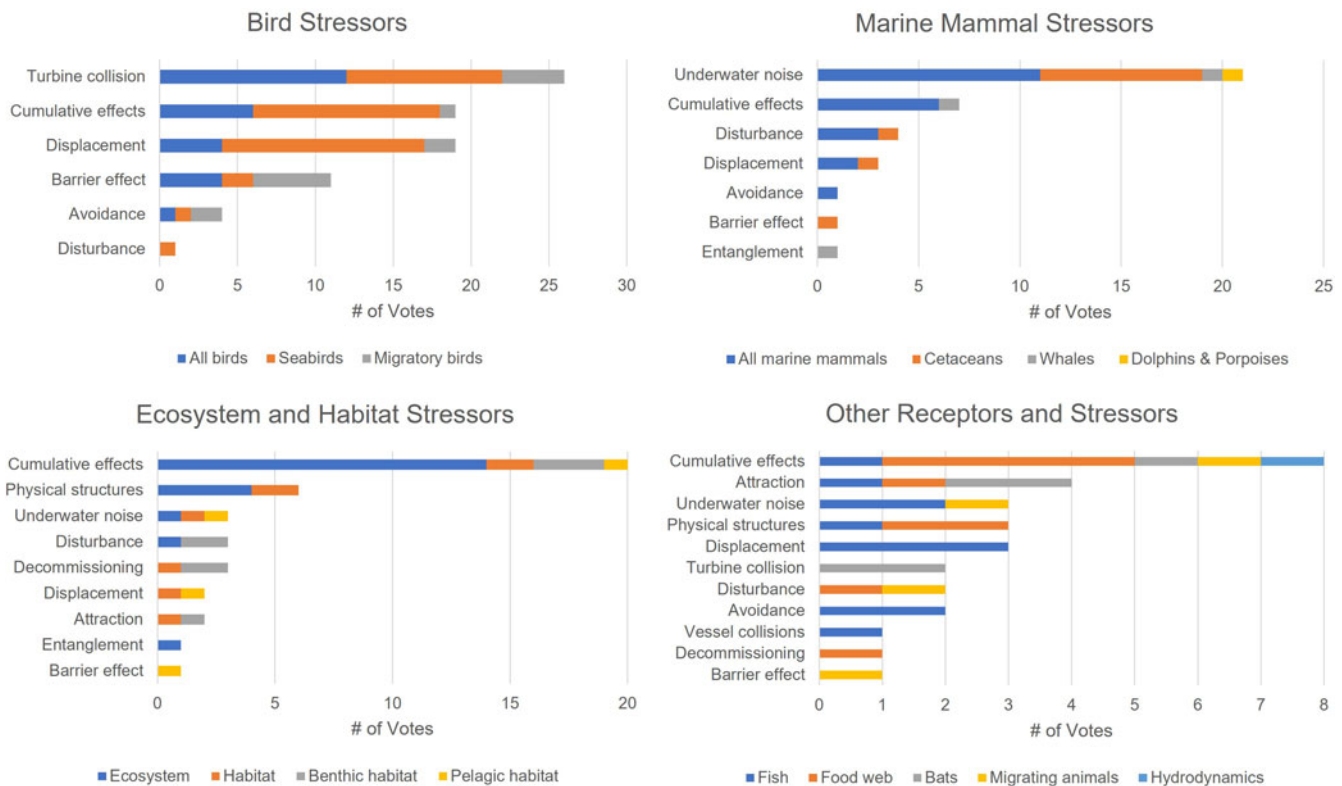 Bird Stressors
Turbine collision
Cumulative effects
Displacement
Barrier effect
Avoidance
Disturbance
0 5 10 15 20 25 30
# of Votes
All birds Seabirds Migratory birds
Marine Mammal Stressors
Underwater noise
Cumulative effects
Disturbance
Displacement
Avoidance
Barrier effect
Entanglement
0 5 10 15 20 25
# of Votes
All marine mammals Cetaceans Whales Dolphins & Porpoises
Ecosystem and Habitat Stressors
Cumulative effects
Physical structures
Underwater noise
Disturbance
Decommissioning
Displacement
Attraction
Entanglement
Barrier effect
0 5 10 15 20
# of Votes
Ecosystem Habitat Benthic habitat Pelagic habitat
Other Receptors and Stressors
Cumulative effects
Attraction
Underwater noise
Physical structures
Displacement
Turbine collision
Disturbance
Avoidance
Vessel collisions
Decommissioning
Barrier effect
0 1 2 3 4 5 6 7 8
# of Votes
Fish Food web Bats Migrating animals Hydrodynamics